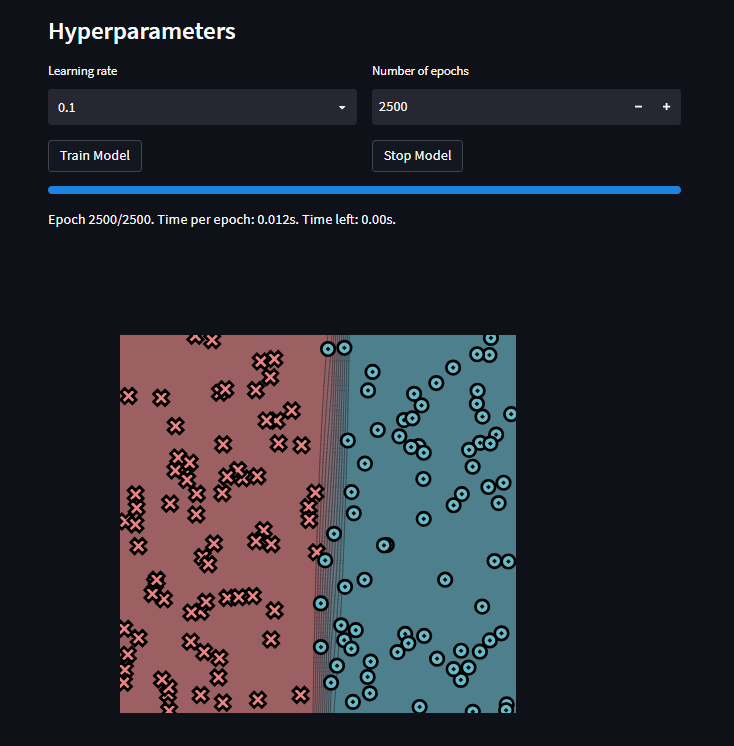 Hyperparameters
Learning rate
Number of epochs
0.1
2500
Train Model
Stop Model
Epoch 2500/2500. Time per epoch: 0.012s. Time left: 0.00s.